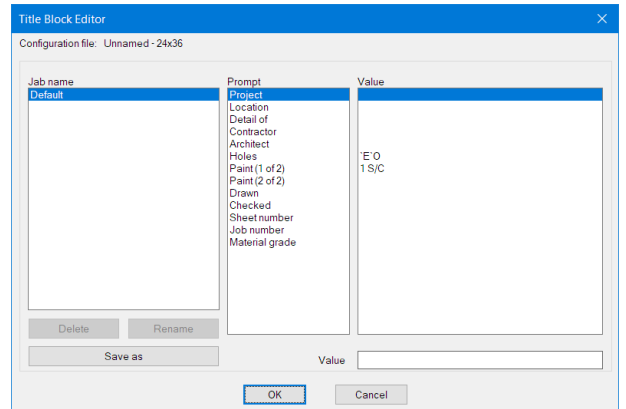 Title Block Editor
Configuration file: Unnamed - 24x36
Jab name
Default
Prompt
Project
Location
Detail of
Contractor
Architect
Holes
Paint (1 of 2)
Paint (2 of 2)
Drawn
Checked
Sheet number
Job number
Material grade
Value
`E`O
1 S/C
Delete
Rename
Save as
Value
OK
Cancel